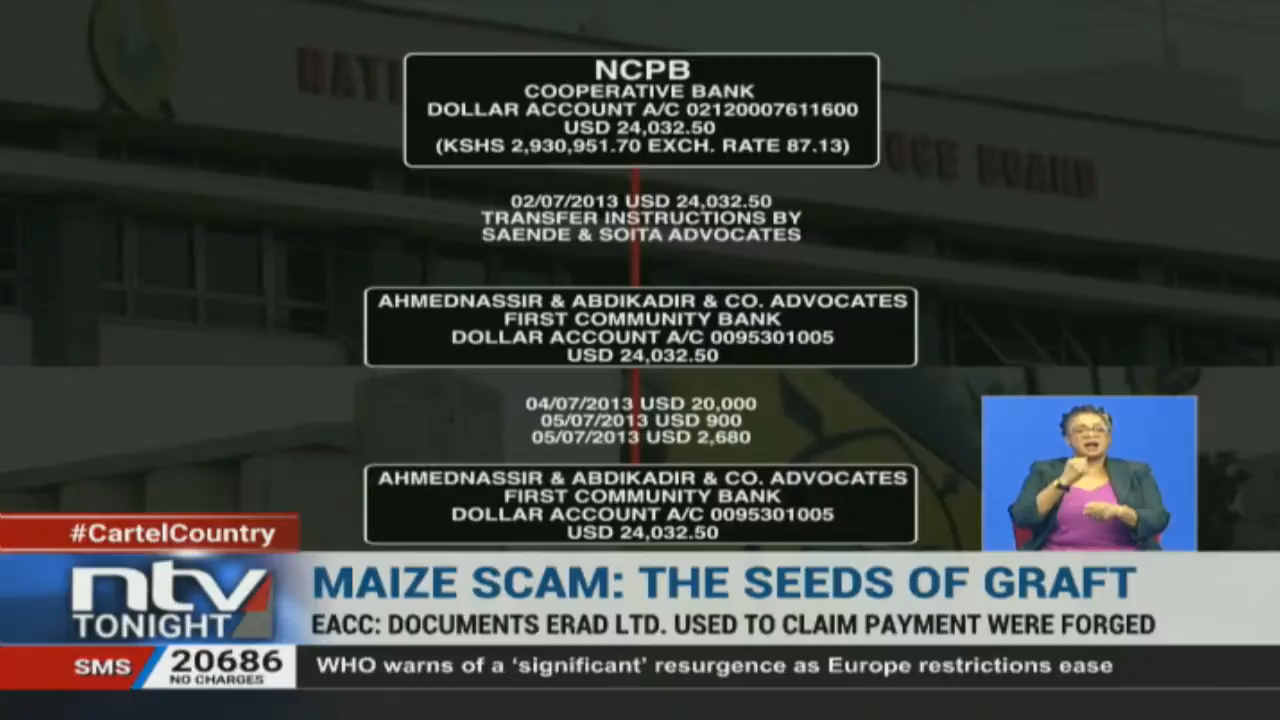 NCPB
COOPERATIVE BANK
DOLLAR ACCOUNT A/C 02120007611600
USD 24,032.50
(KSHS 2,930,951.70 EXCH. RATE 87.13)
02/07/2013 USD 24,032.50
TRANSFER INSTRUCTIONS BY
SAENDE & SOITA ADVOCATES
AHMEDNASSIR & ABDIKADIR & CO. ADVOCATES
FIRST COMMUNITY BANK
DOLLAR ACCOUNT A/C 0095301005
USD 24,032.50
04/07/2013 USD 20,000
05/07/2013 USD 900
05/07/2013 USD 2,680
AHMEDNASSIR & ABDIKADIR & CO. ADVOCATES
FIRST COMMUNITY BANK
DOLLAR ACCOUNT A/C 0095301005
USD 24,032.50
#CartelCountry
ntv
TONIGHT
MAIZE SCAM: THE SEEDS OF GRAFT
EACC: DOCUMENTS ERAD LTD. USED TO CLAIM PAYMENT WERE FORGED
SMS 20686
NO CHARGES
WHO warns of a ‘significant’ resurgence as Europe restrictions ease